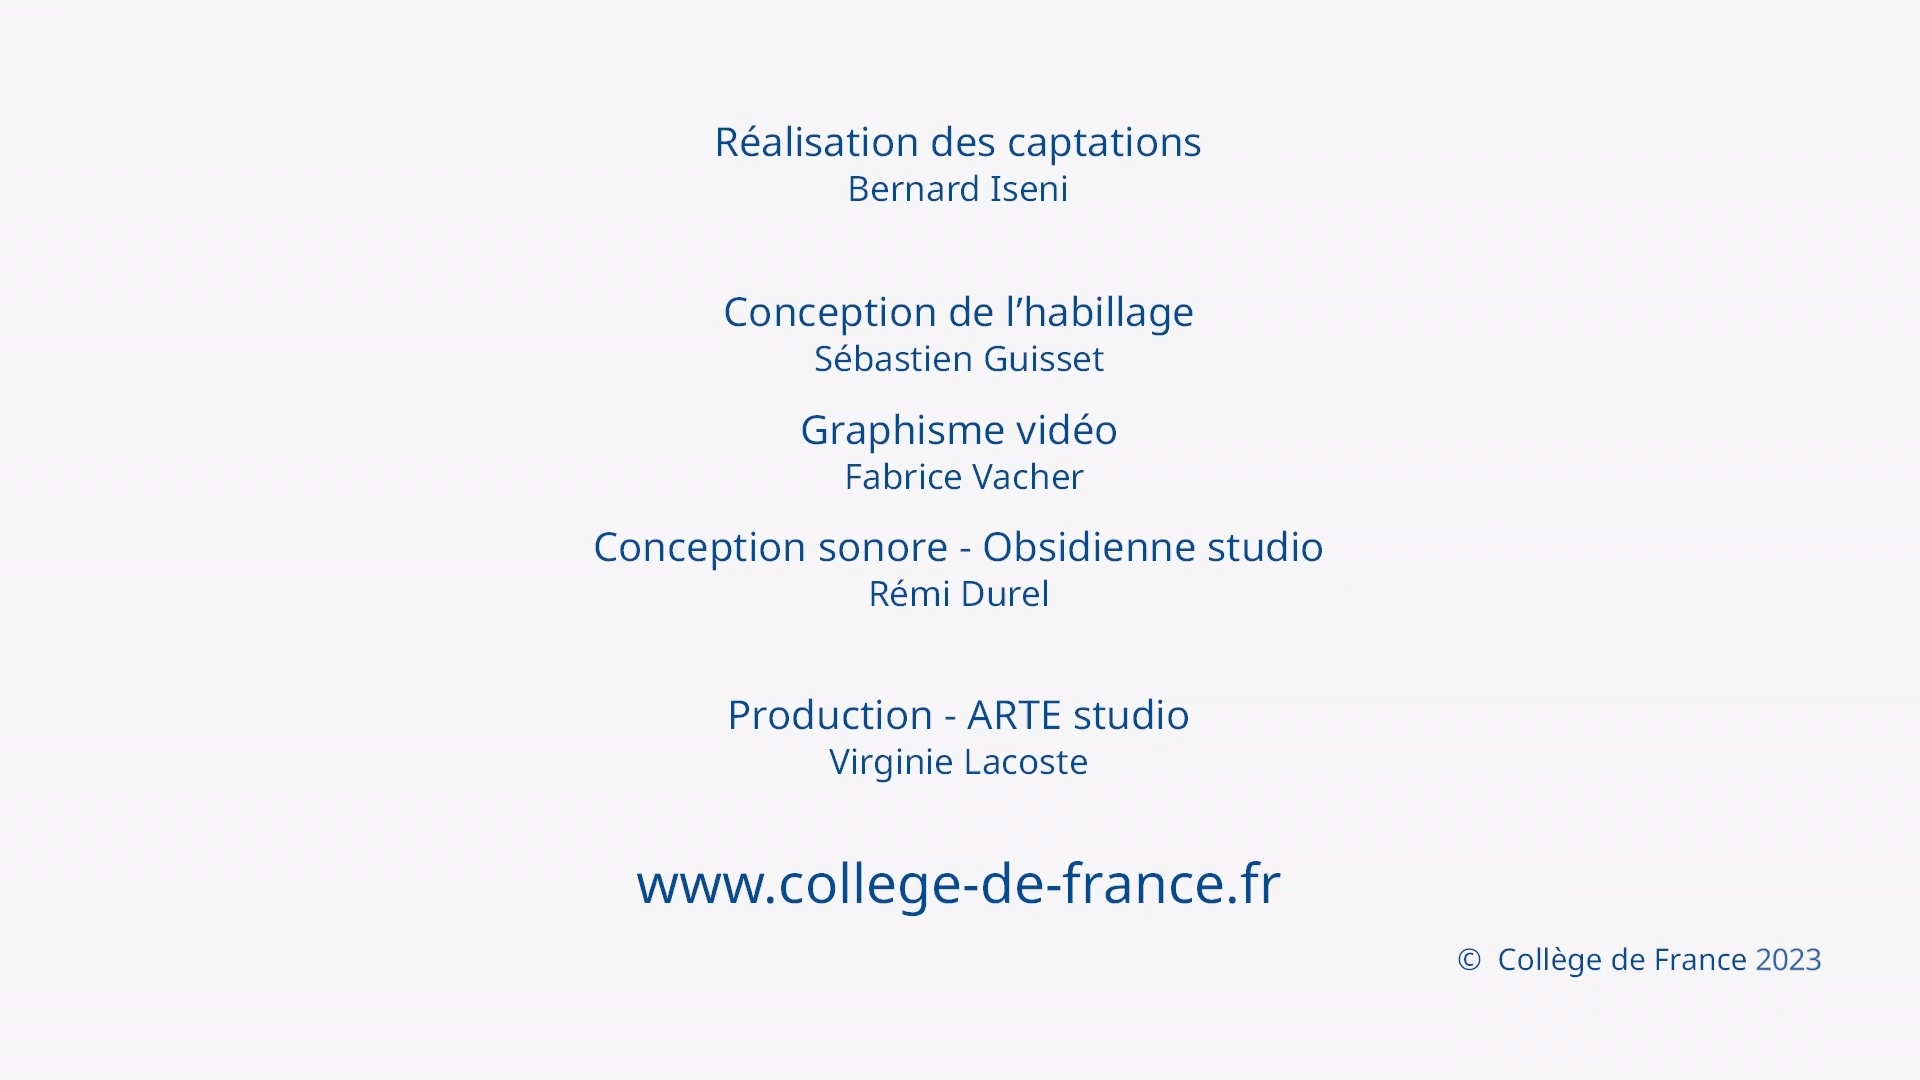 Réalisation des captations
Bernard Iseni
Conception de l’habillage
Sébastien Guisset
Graphisme vidéo
Fabrice Vacher
Conception sonore - Obsidienne studio
Rémi Durel
Production - ARTE studio
Virginie Lacoste
www.college-de-france.fr
© Collège de France 2023